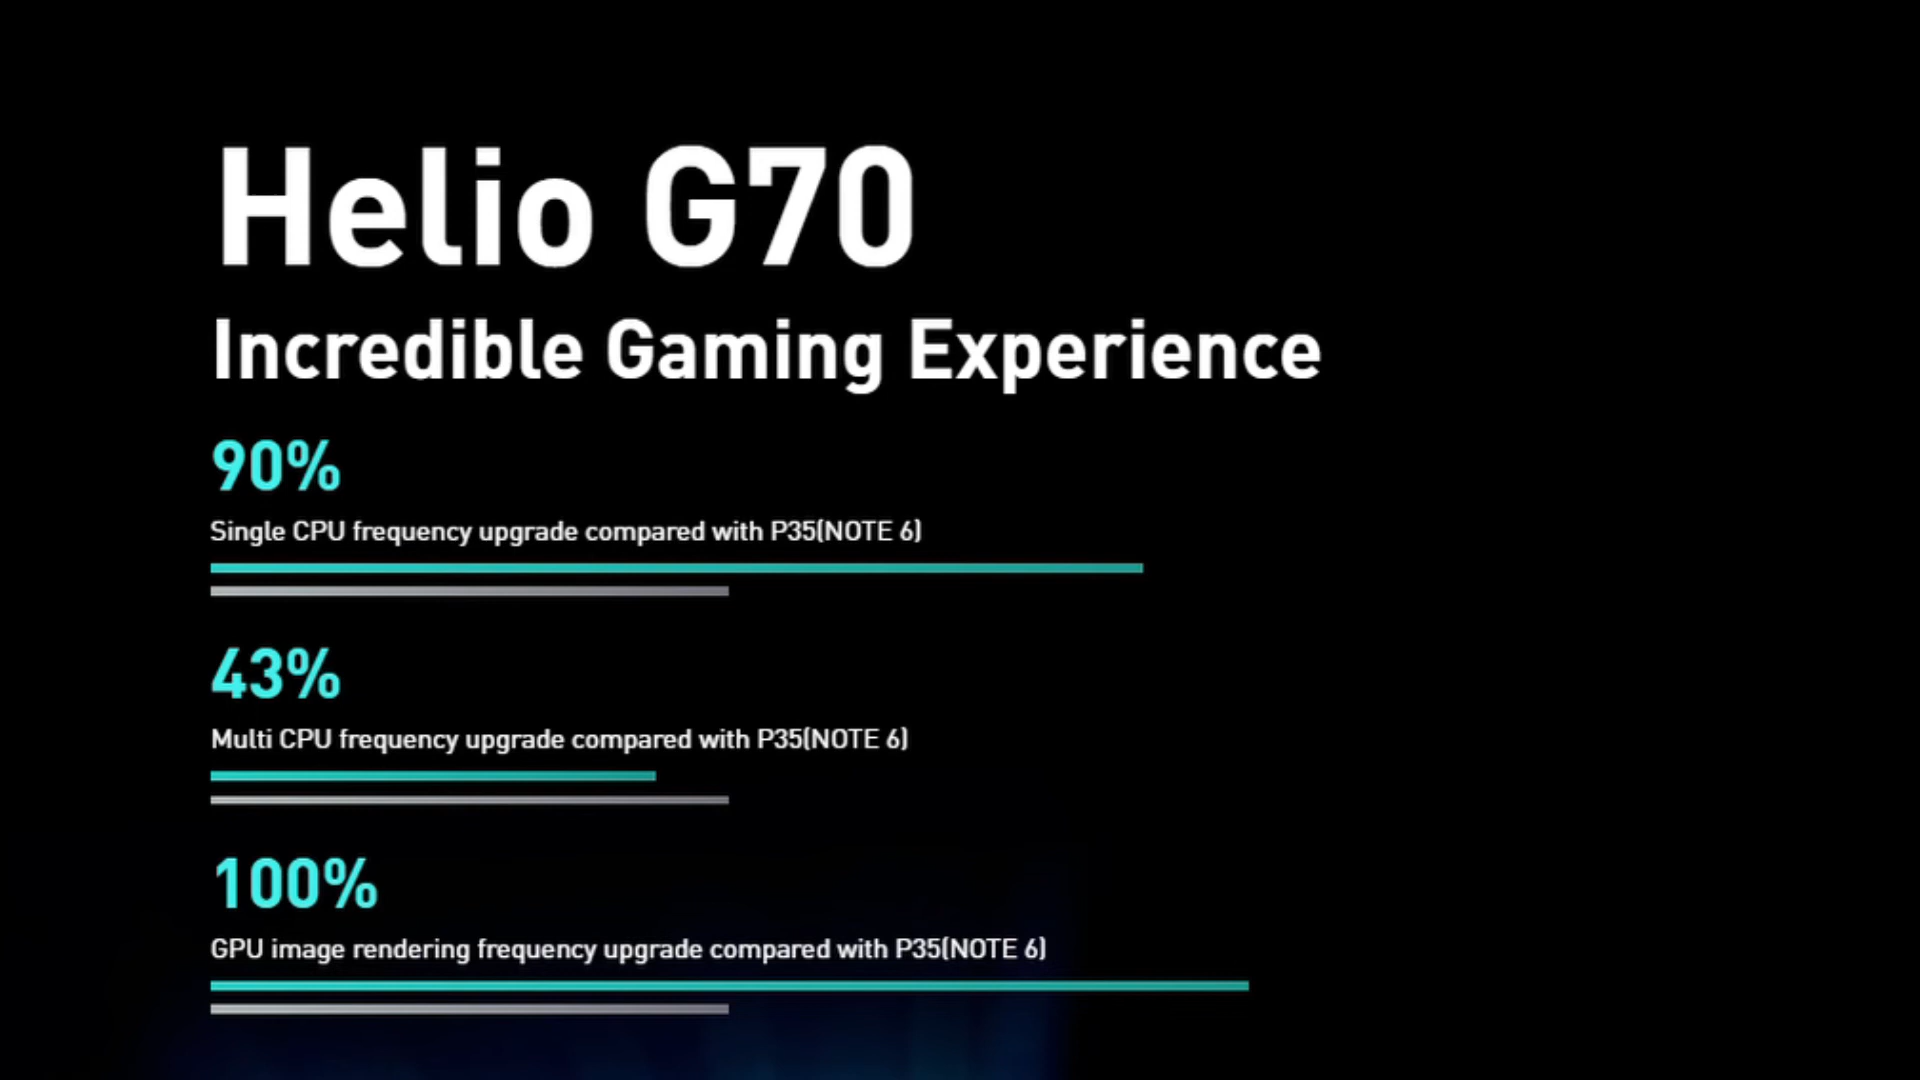 Helio G70
Incredible Gaming Experience
90%
Single CPU frequency upgrade compared with P35(NOTE 6)
43%
Multi CPU frequency upgrade compared with P35(NOTE 6)
100%
GPU image rendering frequency upgrade compared with P35(NOTE 6)